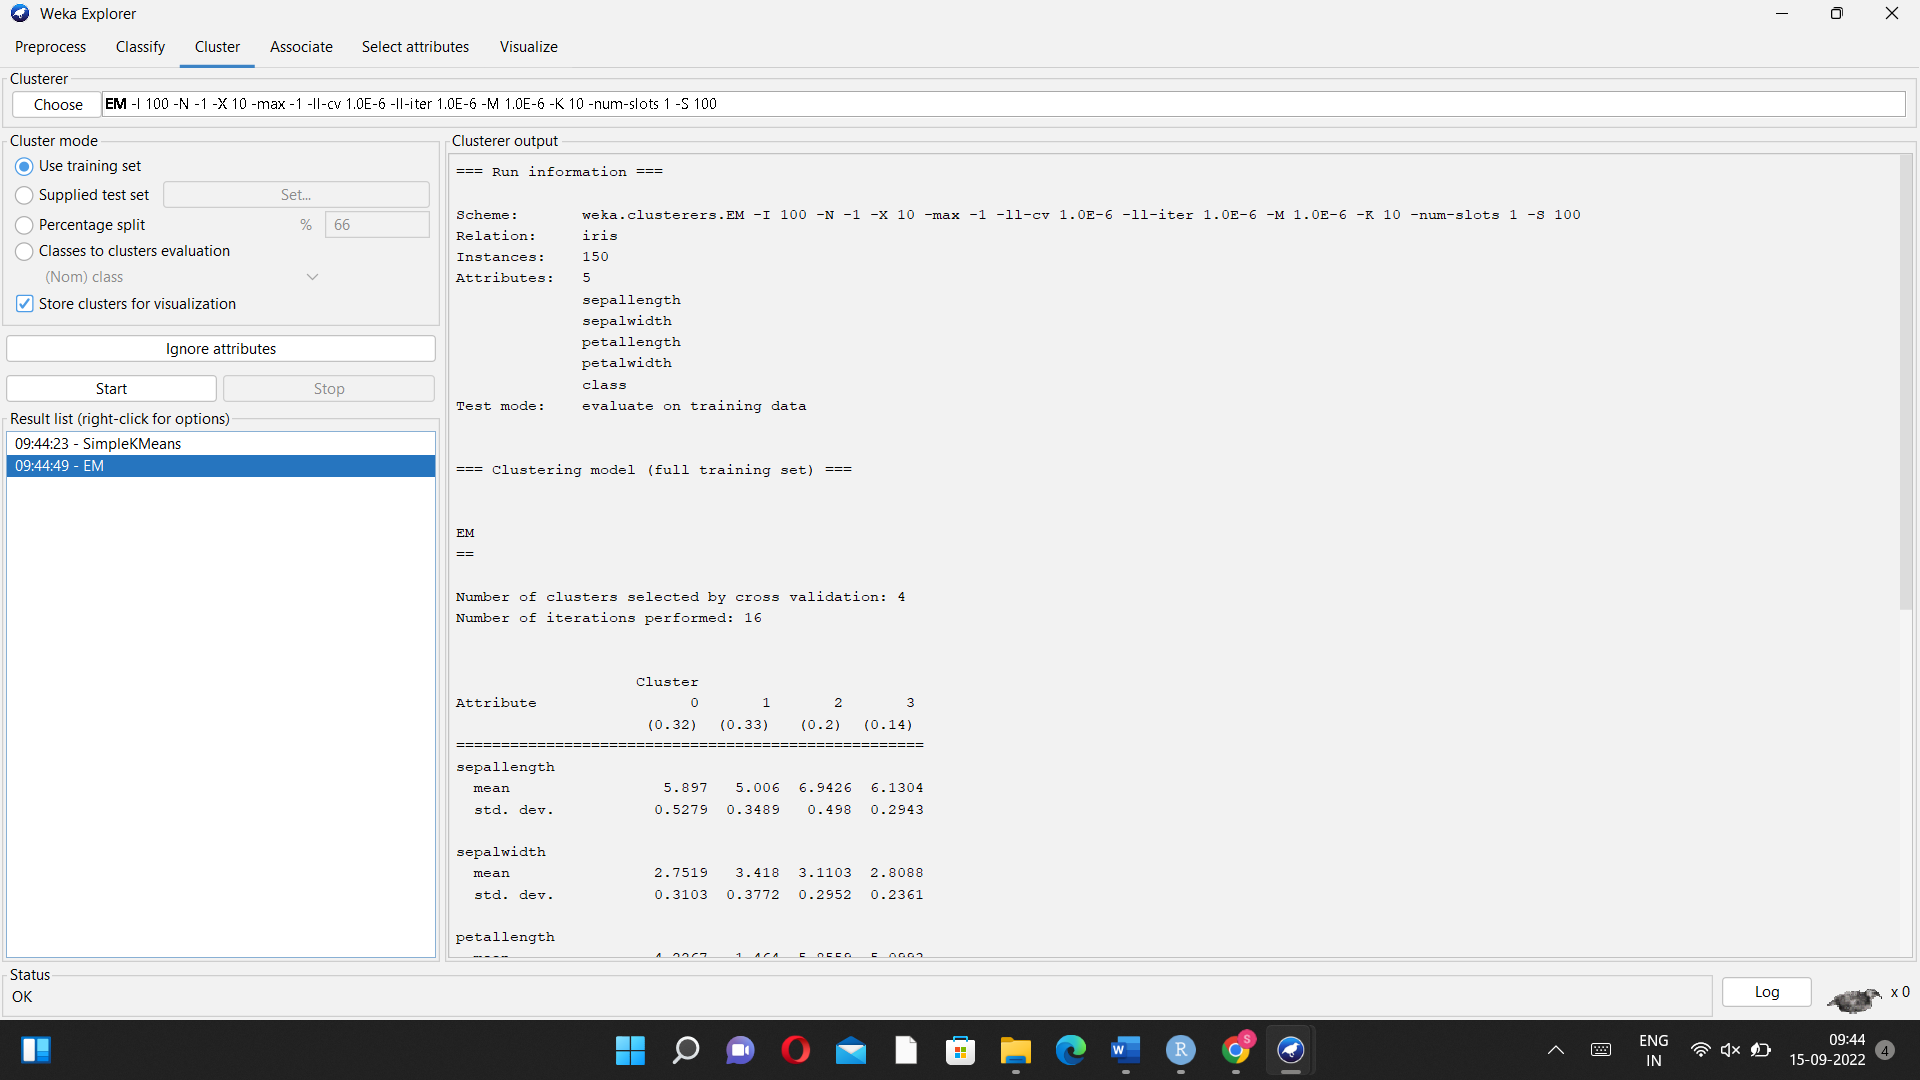 Weka Explorer
Preprocess Classify Cluster Associate Select attributes Visualize
Clusterer
Choose EM -I 100 -N -1 -X 10 -max -1 -ll-cv 1.0E-6 -ll-iter 1.0E-6 -M 1.0E-6 -K 10 -num-slots 1 -S 100
Cluster mode
Use training set
Supplied test set Set...
Percentage split % 66
Classes to clusters evaluation
(Nom) class
Store clusters for visualization
Ignore attributes
Start Stop
Result list (right-click for options)
09:44:23 - SimpleKMeans
09:44:49 - EM
Clusterer output
=== Run information ===
Scheme: weka.clusterers.EM -I 100 -N -1 -X 10 -max -1 -ll-cv 1.0E-6 -ll-iter 1.0E-6 -M 1.0E-6 -K 10 -num-slots 1 -S 100
Relation: iris
Instances: 150
Attributes: 5
sepallength
sepalwidth
petallength
petalwidth
class
Test mode: evaluate on training data
=== Clustering model (full training set) ===
EM
==
Number of clusters selected by cross validation: 4
Number of iterations performed: 16
Cluster
Attribute 0 1 2 3
(0.32) (0.33) (0.2) (0.14)
====================================================
sepallength
mean 5.897 5.006 6.9426 6.1304
std. dev. 0.5279 0.3489 0.498 0.2943
sepalwidth
mean 2.7519 3.418 3.1103 2.8088
std. dev. 0.3103 0.3772 0.2952 0.2361
petallength
Status
OK
Log x 0
ENG
IN
09:44
15-09-2022
4